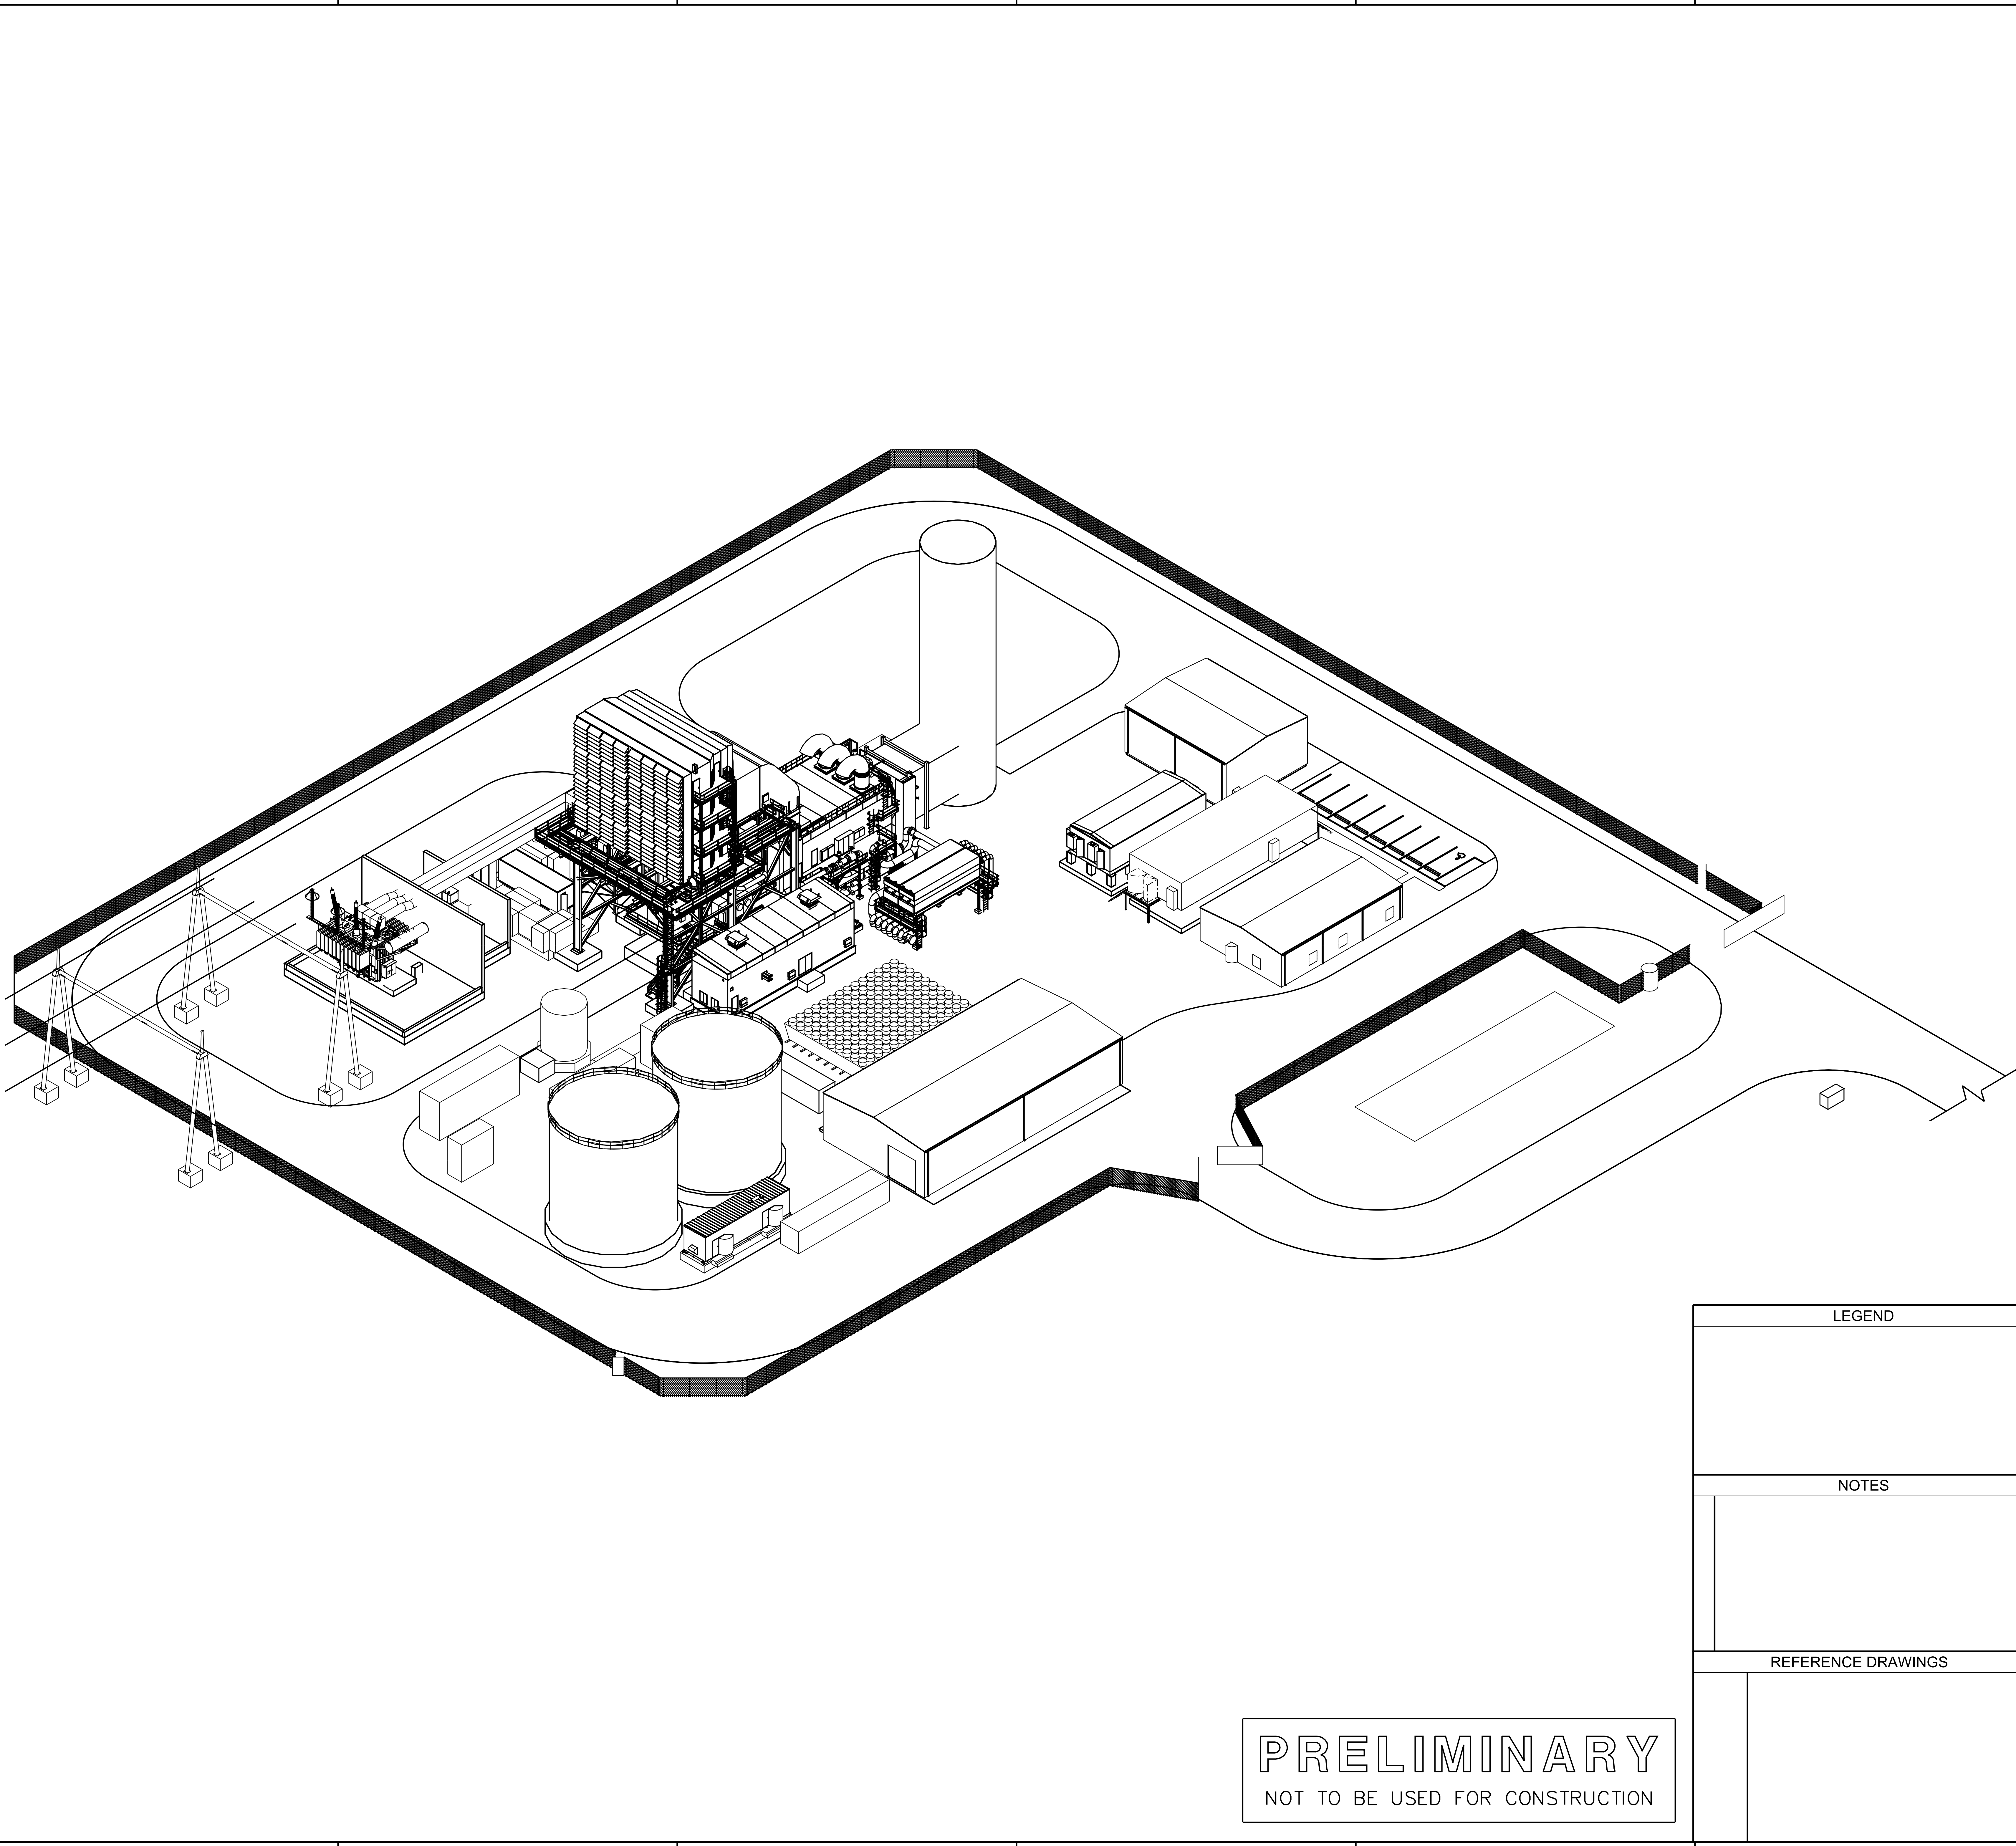 LEGEND
NOTES
REFERENCE DRAWINGS
PRELIMINARY
NOT TO BE USED FOR CONSTRUCTION